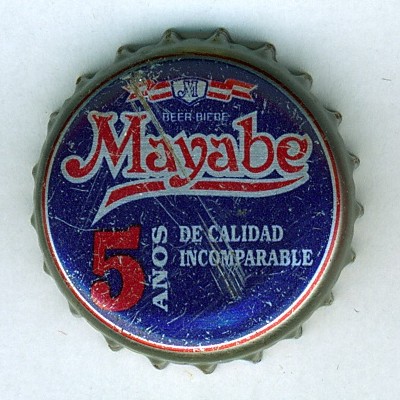 M
BEER BIERE
Mayabe
5 AÑOS
DE CALIDAD
INCOMPARABLE